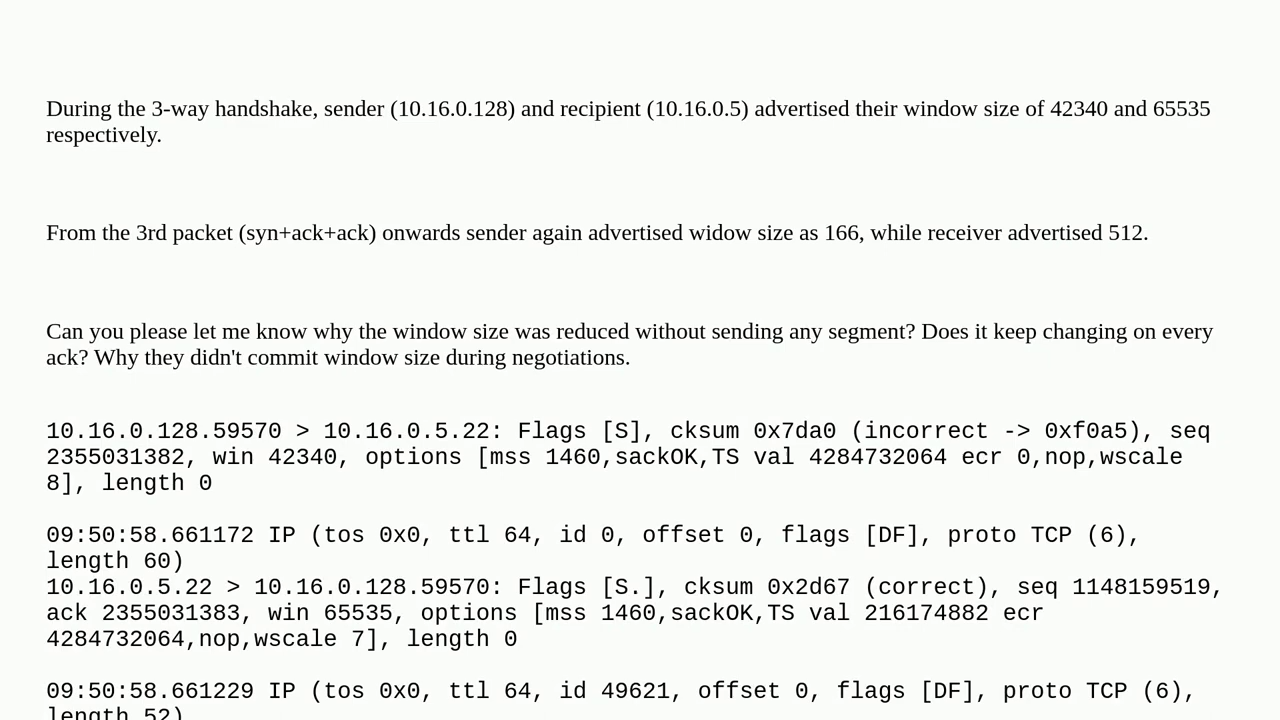 During the 3-way handshake, sender (10.16.0.128) and recipient (10.16.0.5) advertised their window size of 42340 and 65535
respectively.
From the 3rd packet (syn+ack+ack) onwards sender again advertised widow size as 166, while receiver advertised 512.
Can you please let me know why the window size was reduced without sending any segment? Does it keep changing on every
ack? Why they didn't commit window size during negotiations.
10.16.0.128.59570 > 10.16.0.5.22: Flags [S], cksum 0x7da0 (incorrect -> 0xf0a5), seq
2355031382, win 42340, options [mss 1460,sackOK,TS val 4284732064 ecr 0,nop,wscale
8], length 0
09:50:58.661172 IP (tos 0x0, ttl 64, id 0, offset 0, flags [DF], proto TCP (6),
length 60)
10.16.0.5.22 > 10.16.0.128.59570: Flags [S.], cksum 0x2d67 (correct), seq 1148159519,
ack 2355031383, win 65535, options [mss 1460,sackOK,TS val 216174882 ecr
4284732064,nop,wscale 7], length 0
09:50:58.661229 IP (tos 0x0, ttl 64, id 49621, offset 0, flags [DF], proto TCP (6),
length 52)